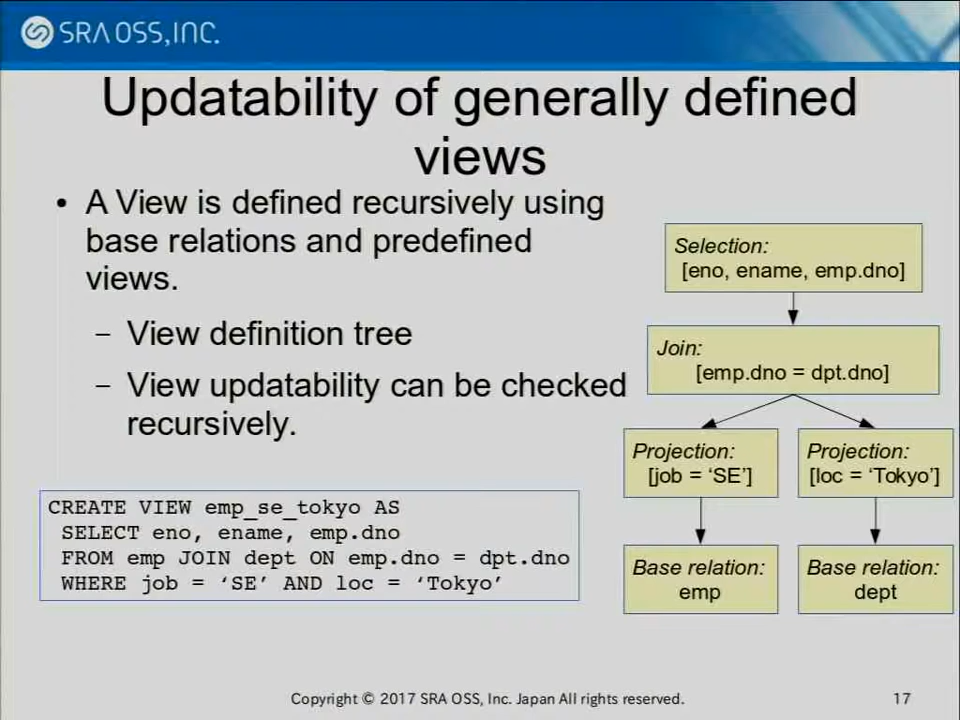 SRA OSS, INC.
Updatability of generally defined
views
• A View is defined recursively using
base relations and predefined
views.
– View definition tree
– View updatability can be checked
recursively.
CREATE VIEW emp_se_tokyo AS
SELECT eno, ename, emp.dno
FROM emp JOIN dept ON emp.dno = dpt.dno
WHERE job = ‘SE’ AND loc = ‘Tokyo’
Selection:
[eno, ename, emp.dno]
Join:
[emp.dno = dpt.dno]
Projection:
[job = ‘SE’]
Projection:
[loc = ‘Tokyo’]
Base relation:
emp
Base relation:
dept
Copyright © 2017 SRA OSS, Inc. Japan All rights reserved.
17